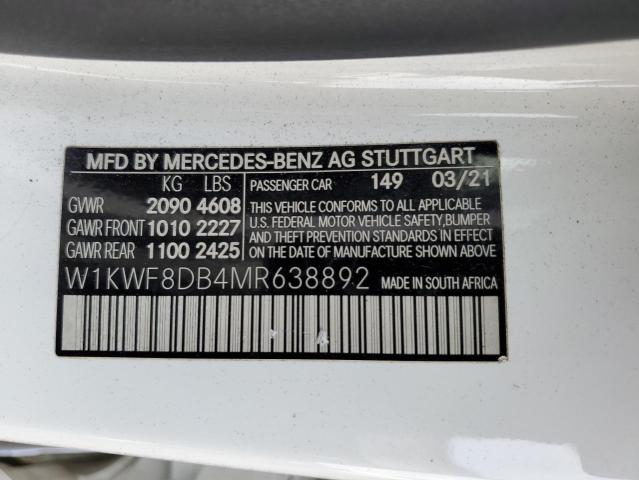 MFD BY MERCEDES-BENZ AG STUTTGART
KG LBS PASSENGER CAR 149 03/21
GVWR 2090 4608 THIS VEHICLE CONFORMS TO ALL APPLICABLE
GAWR FRONT 1010 2227 U.S. FEDERAL MOTOR VEHICLE SAFETY,BUMPER
AND THEFT PREVENTION STANDARDS IN EFFECT
GAWR REAR 1100 2425 ON THE DATE OF MANUFACTURE SHOWN ABOVE
W1KWF8DB4MR638892 MADE IN SOUTH AFRICA